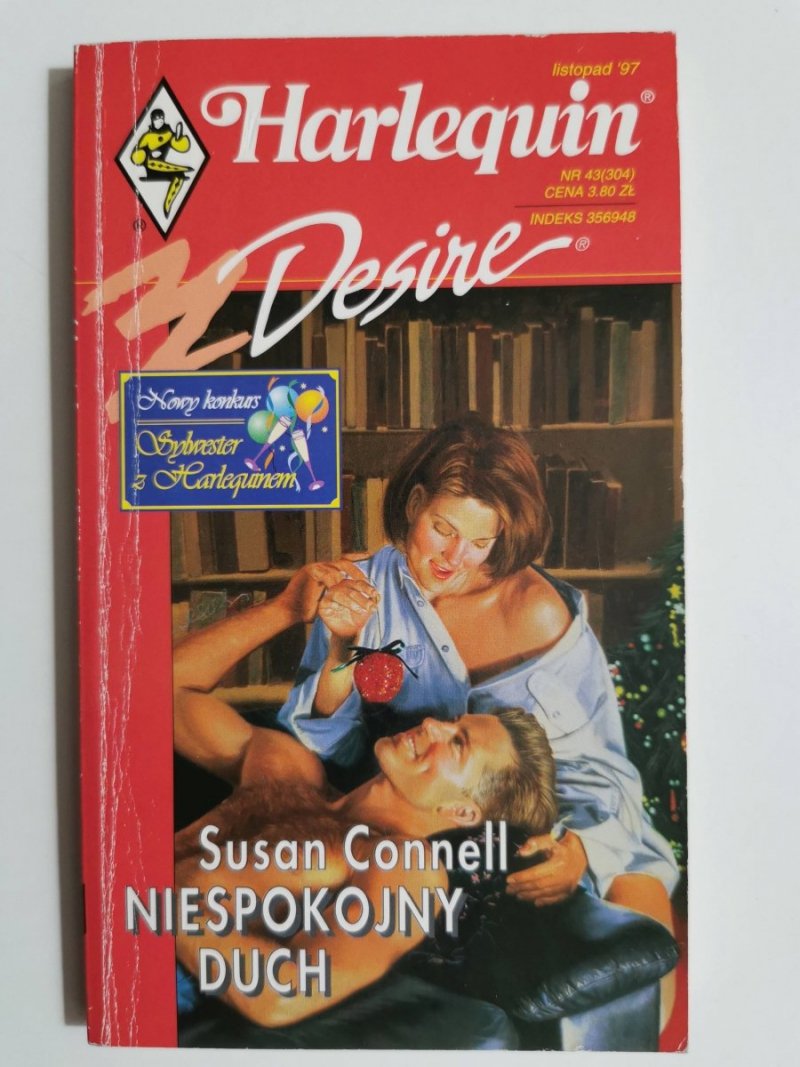 listopad '97
Harlequin®
NR 43(304)
CENA 3.80 ZŁ
INDEKS 356948
Desire®
®
Nowy konkurs
Sylwester
z Harlequinem
Susan Connell
NIESPOKOJNY
DUCH